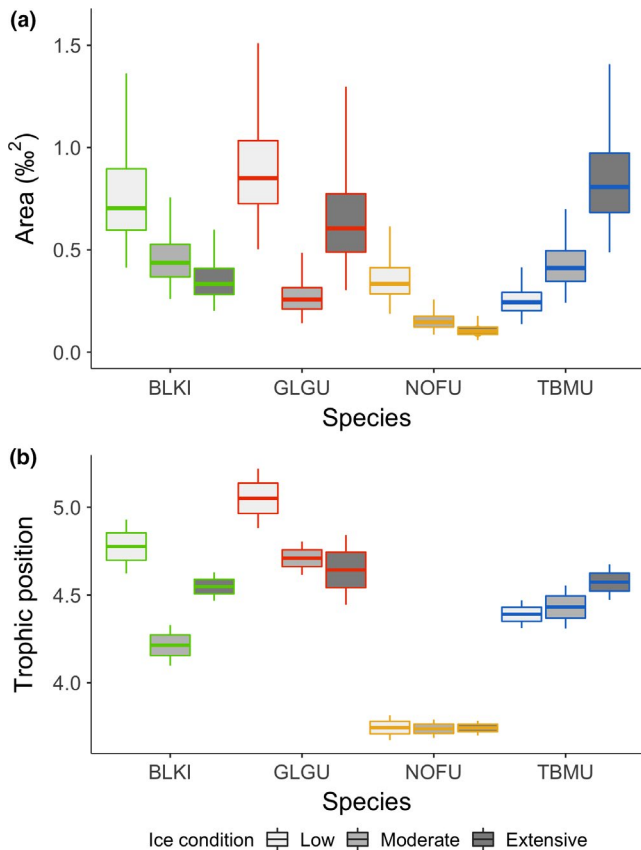 (a)
1.5
1.0
0.5
0.0
Area (‰²)
BLKI GLGU NOFU TBMU
Species
(b)
5.0
4.5
4.0
Trophic position
BLKI GLGU NOFU TBMU
Species
Ice condition Low Moderate Extensive